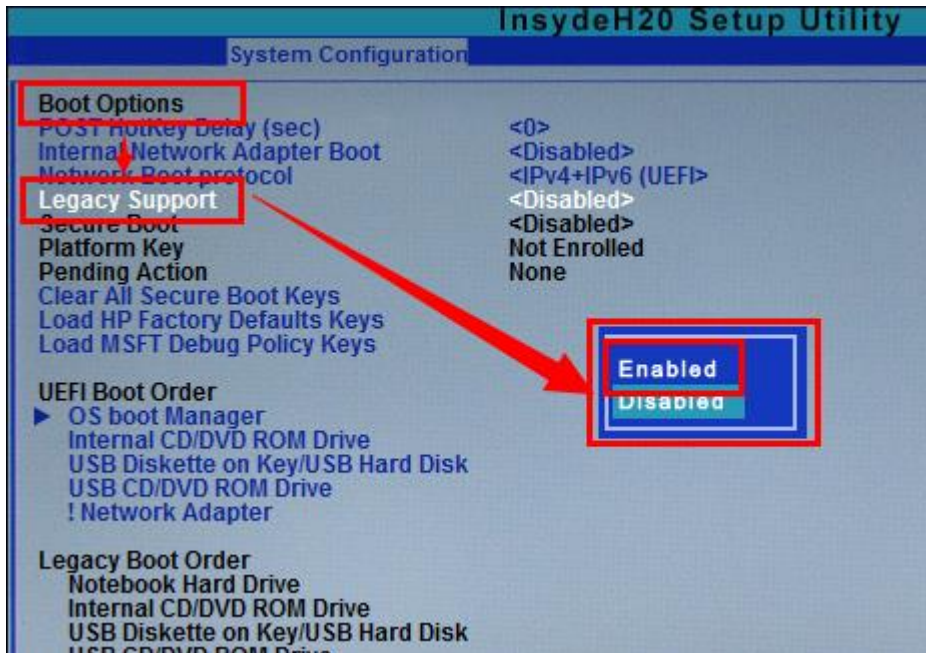 InsydeH20 Setup Utility
System Configuration
Boot Options
POST HotKey Delay (sec) <0>
Internal Network Adapter Boot <Disabled>
Network Boot protocol <IPv4+IPv6 (UEFI>
Legacy Support <Disabled>
Secure Boot <Disabled>
Platform Key Not Enrolled
Pending Action None
Clear All Secure Boot Keys
Load HP Factory Defaults Keys
Load MSFT Debug Policy Keys
Enabled
Disabled
UEFI Boot Order
▶ OS boot Manager
Internal CD/DVD ROM Drive
USB Diskette on Key/USB Hard Disk
USB CD/DVD ROM Drive
! Network Adapter
Legacy Boot Order
Notebook Hard Drive
Internal CD/DVD ROM Drive
USB Diskette on Key/USB Hard Disk
USB CD/DVD ROM Drive